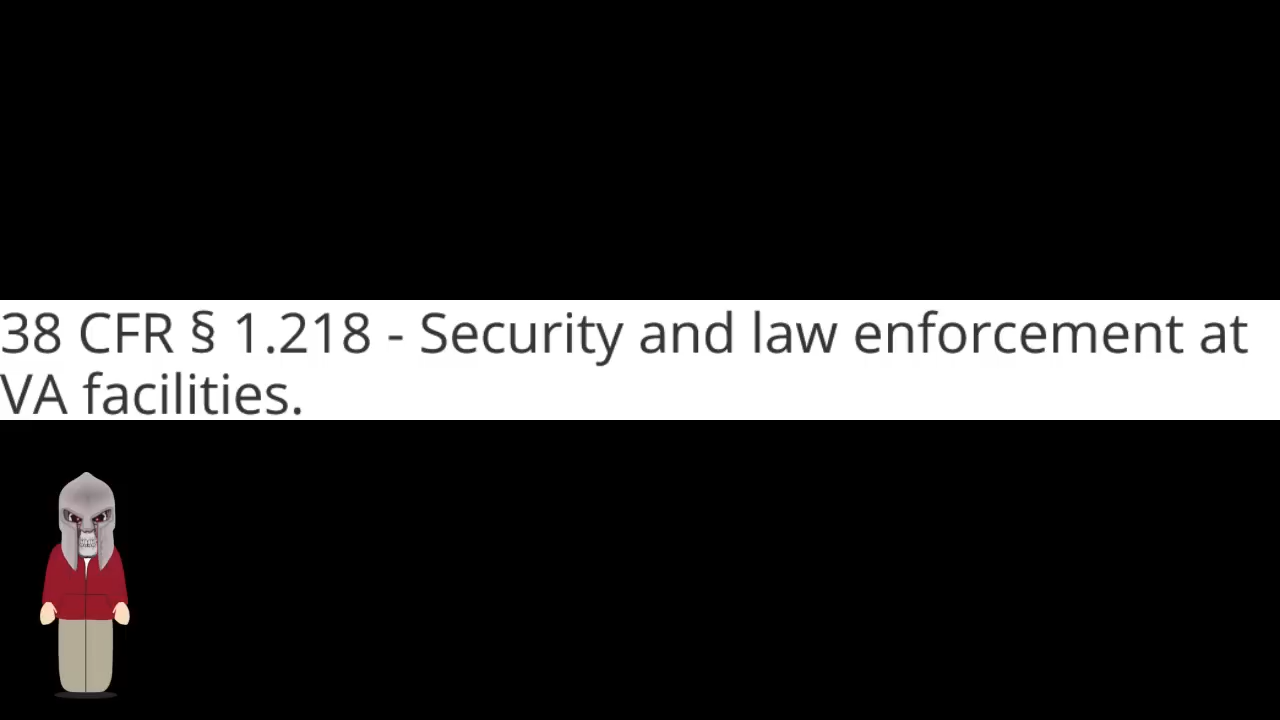 38 CFR § 1.218 - Security and law enforcement at
VA facilities.